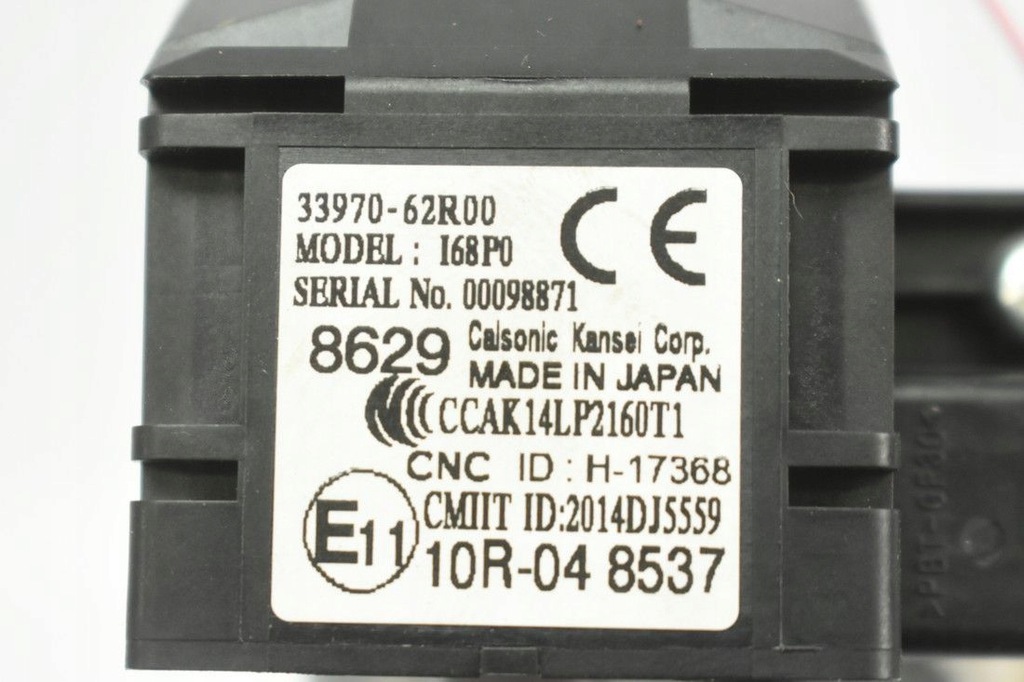 33970-62R00
MODEL : I68P0
CE
SERIAL No. 00098871
8629
Calsonic Kansei Corp.
MADE IN JAPAN
CCAK14LP2160T1
CNC ID : H-17368
E11
CMIIT ID:2014DJ5559
10R-04 8537